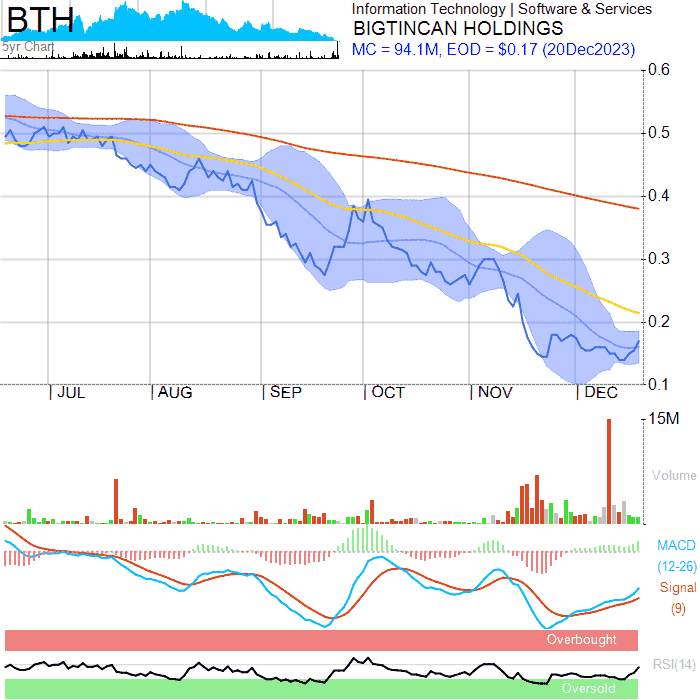 BTH
Information Technology | Software & Services
BIGTINCAN HOLDINGS
5yr Chart
MC = 94.1M, EOD = $0.17 (20Dec2023)
0.6
0.5
0.4
0.3
0.2
0.1
JUL
AUG
SEP
OCT
NOV
DEC
15M
Volume
MACD
(12-26)
Signal
(9)
Overbought
RSI(14)
Oversold